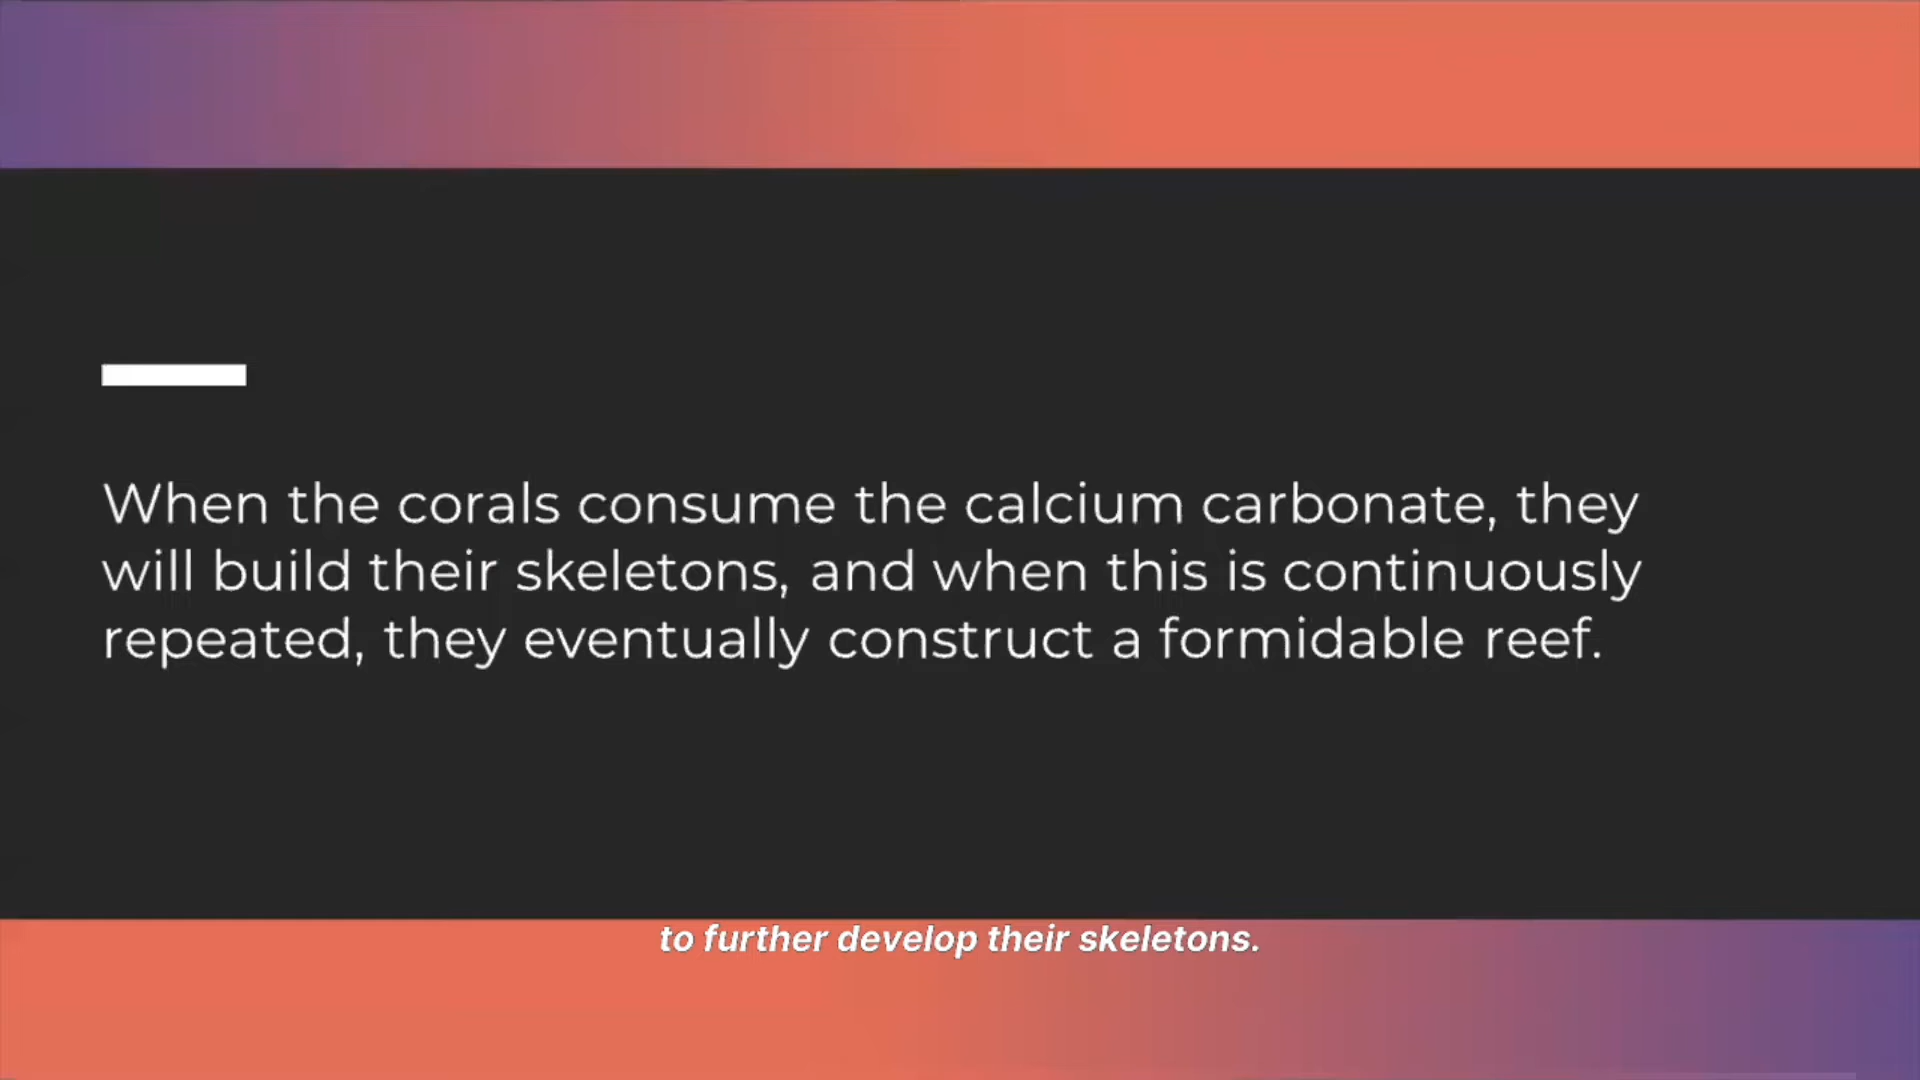 When the corals consume the calcium carbonate, they
will build their skeletons, and when this is continuously
repeated, they eventually construct a formidable reef.
to further develop their skeletons.